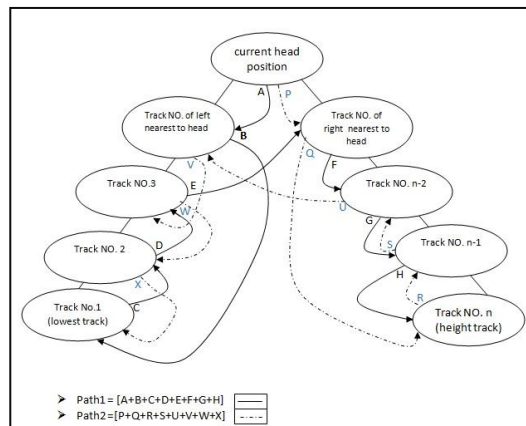 current head
position
A
P
Track NO. of left
nearest to head
B
Track NO. of
right nearest to
head
V
Q
F
Track NO.3
E
Track NO. n-2
W
U
G
Track NO. 2
D
S
Track NO. n-1
X
H
Track No.1
(lowest track)
C
R
Track NO. n
(height track)
Path1= [A+B+C+D+E+F+G+H]
Path2=[P+Q+R+S+U+V+W+X]